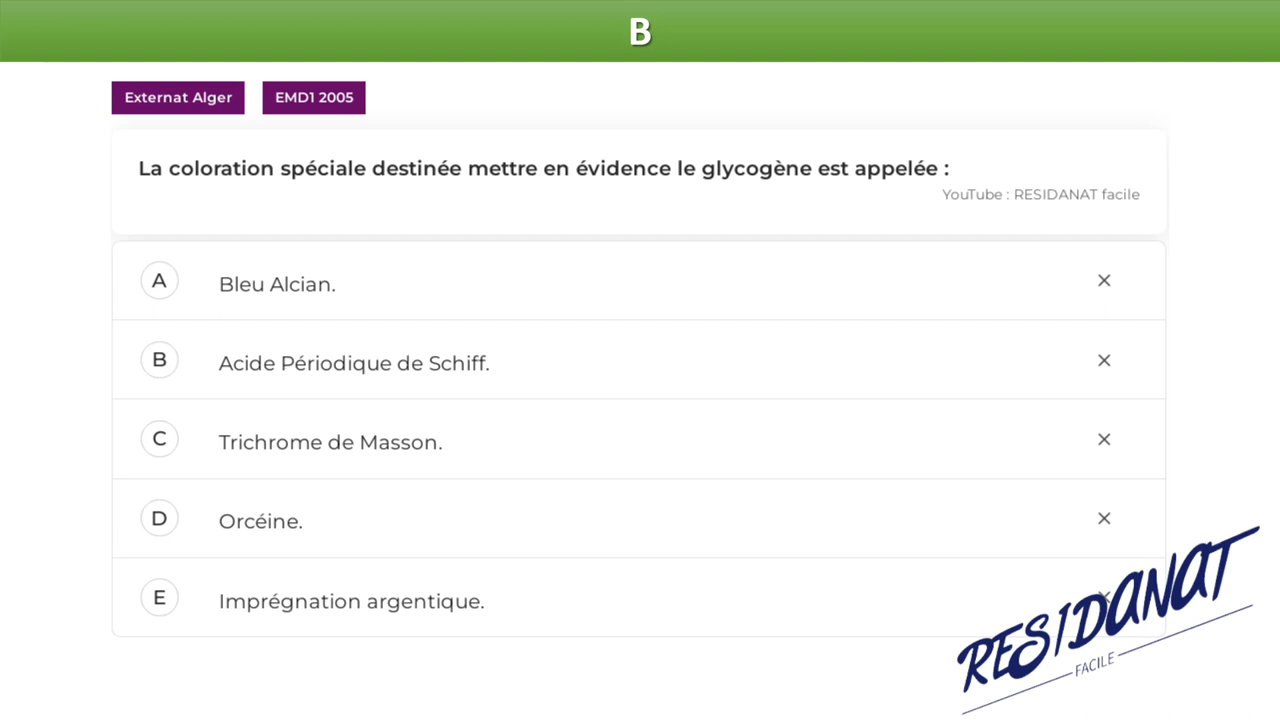 B
Externat Alger EMD1 2005
La coloration spéciale destinée mettre en évidence le glycogène est appelée :
YouTube : RESIDANAT facile
A Bleu Alcian. ×
B Acide Périodique de Schiff. ×
C Trichrome de Masson. ×
D Orcéine. ×
E Imprégnation argentique. ×
RESIDANAT
FACILE